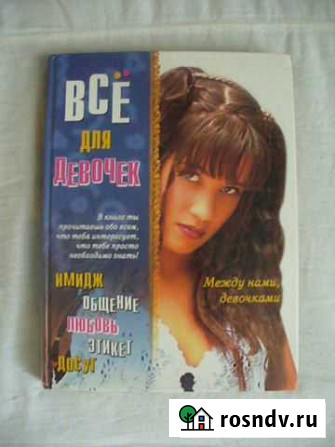 ВСЁ
ДЛЯ
ДЕВОЧЕК
В книге ты
прочитаешь обо всем,
что тебя интересует,
что тебе просто
необходимо знать!
ИМИДЖ
ОБЩЕНИЕ
ЛЮБОВЬ
ЭТИКЕТ
ДОСУГ
Между нами,
девочками
rosndv.ru